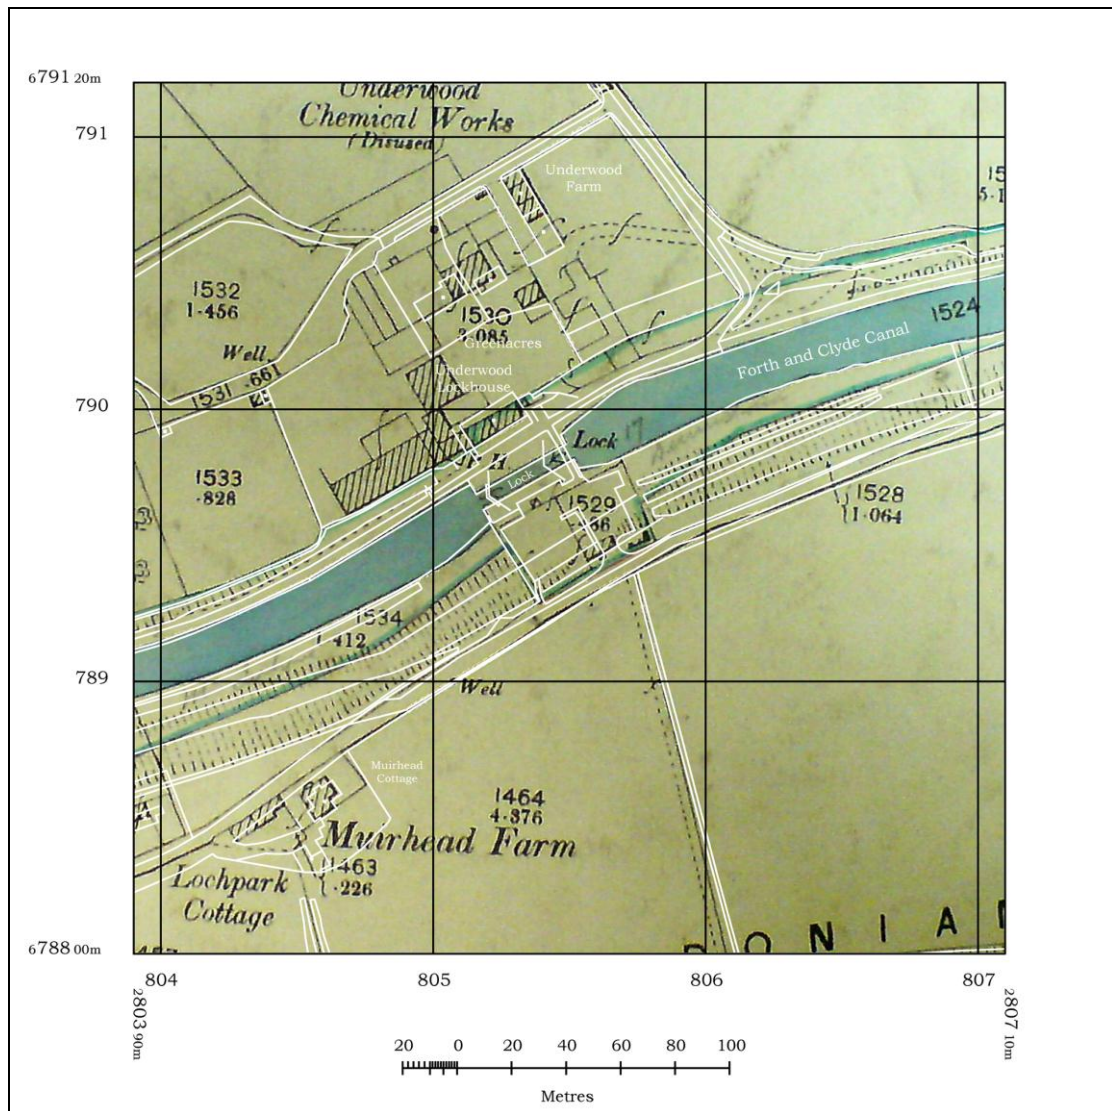 6791 20m
791
790
789
6788 00m
Underwood
Chemical Works
(Disused)
Underwood
Farm
1532
1.456
Well
1531 .661
1530
3.085
Greenacres
Underwood
Lockhouse
1533
.828
Lock
Lock
17
P. H.
1529
1524
Forth and Clyde Canal
1528
1.064
1534
1.412
Well
Muirhead
Cottage
1464
4.376
Muirhead Farm
1463
.226
Lochpark
Cottage
O N I A
804
805
806
807
2803 90m
2807 10m
20 0 20 40 60 80 100
Metres